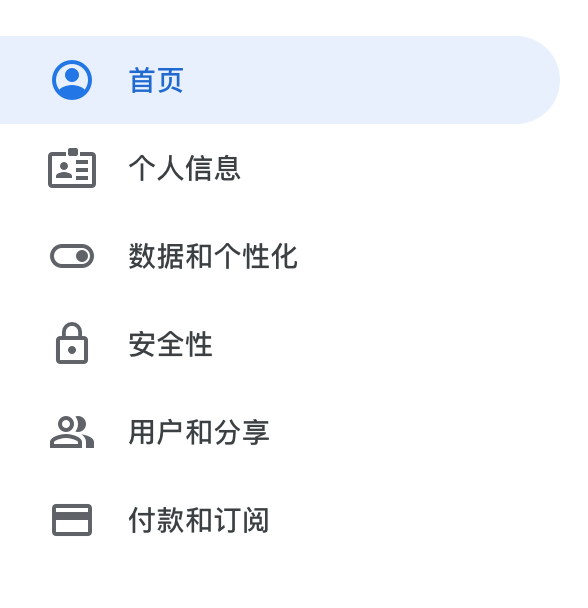 首页
个人信息
数据和个性化
安全性
用户和分享
付款和订阅